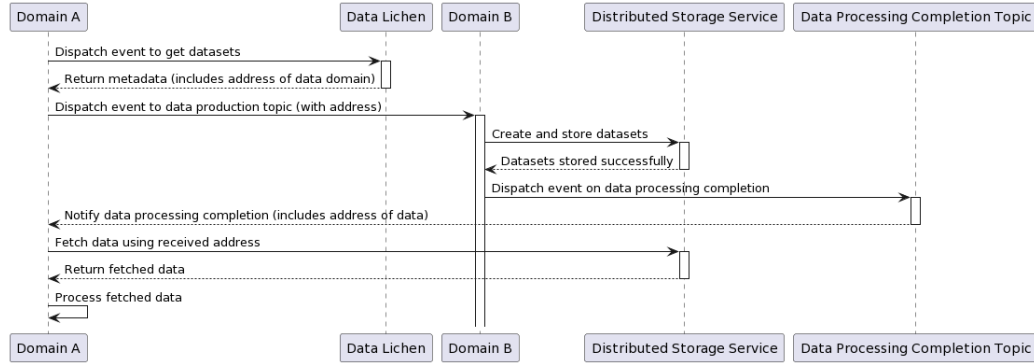 Domain A
Data Lichen
Domain B
Distributed Storage Service
Data Processing Completion Topic
Dispatch event to get datasets
Return metadata (includes address of data domain)
Dispatch event to data production topic (with address)
Create and store datasets
Datasets stored successfully
Dispatch event on data processing completion
Notify data processing completion (includes address of data)
Fetch data using received address
Return fetched data
Process fetched data
Domain A
Data Lichen
Domain B
Distributed Storage Service
Data Processing Completion Topic